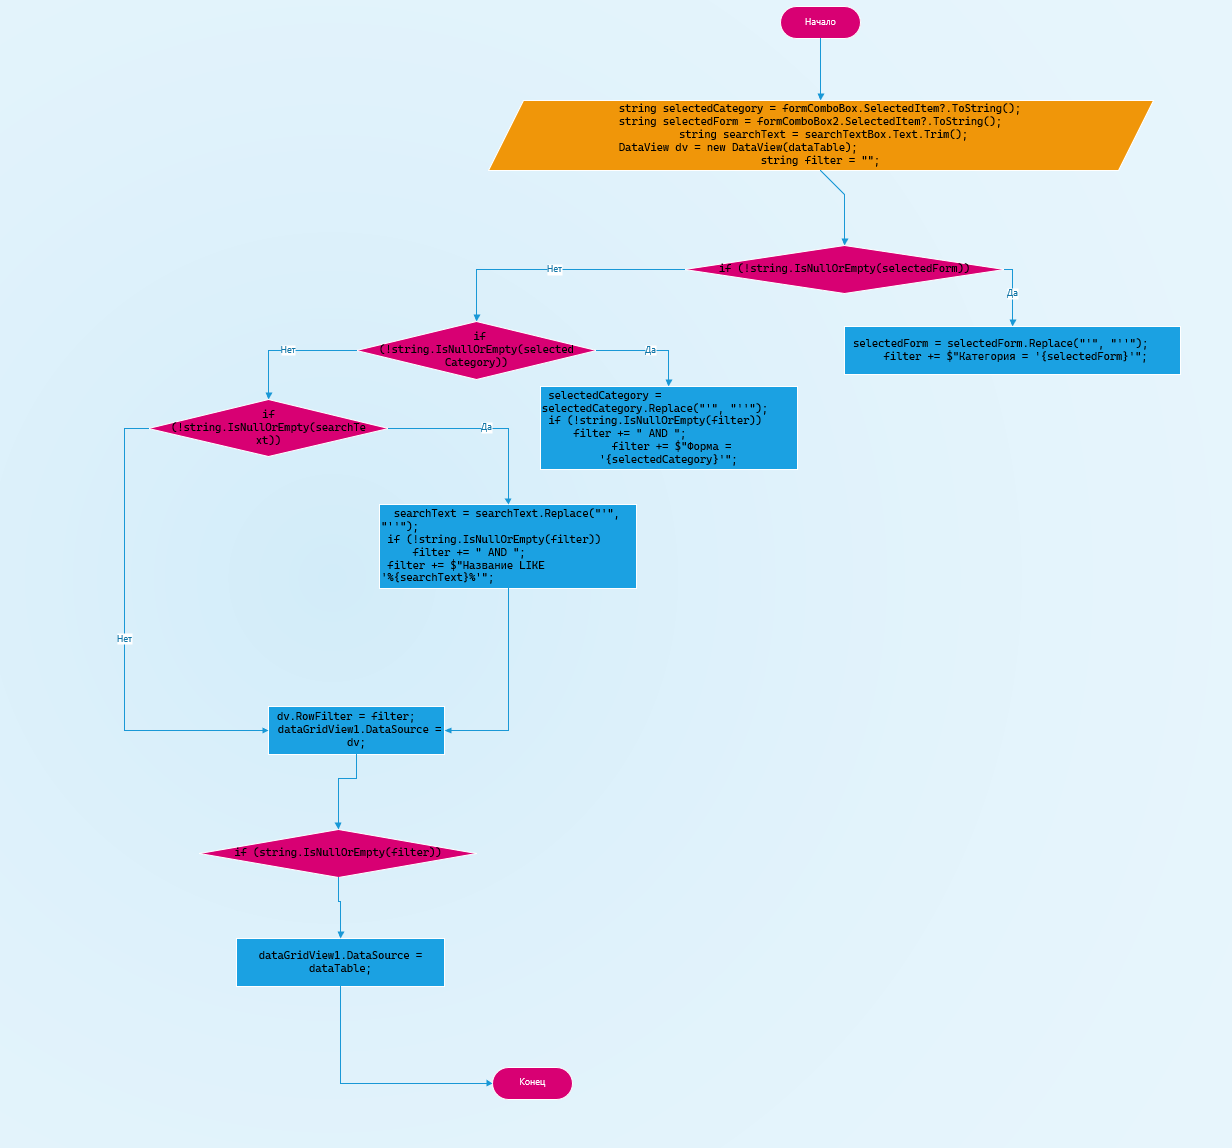 Начало
string selectedCategory = formComboBox.SelectedItem?.ToString();
string selectedForm = formComboBox2.SelectedItem?.ToString();
string searchText = searchTextBox.Text.Trim();
DataView dv = new DataView(dataTable);
string filter = "";
if (!string.IsNullOrEmpty(selectedForm))
Нет
Да
selectedForm = selectedForm.Replace("'", "''");
filter += $"Категория = '{selectedForm}'";
if
(!string.IsNullOrEmpty(selected
Category))
Нет
Да
selectedCategory =
selectedCategory.Replace("'", "''");
if (!string.IsNullOrEmpty(filter))
filter += " AND ";
filter += $"Форма =
'{selectedCategory}'";
if
(!string.IsNullOrEmpty(searchTe
xt))
Да
searchText = searchText.Replace("'",
"''");
if (!string.IsNullOrEmpty(filter))
filter += " AND ";
filter += $"Название LIKE
'%{searchText}%'";
Нет
dv.RowFilter = filter;
dataGridView1.DataSource =
dv;
if (string.IsNullOrEmpty(filter))
dataGridView1.DataSource =
dataTable;
Конец